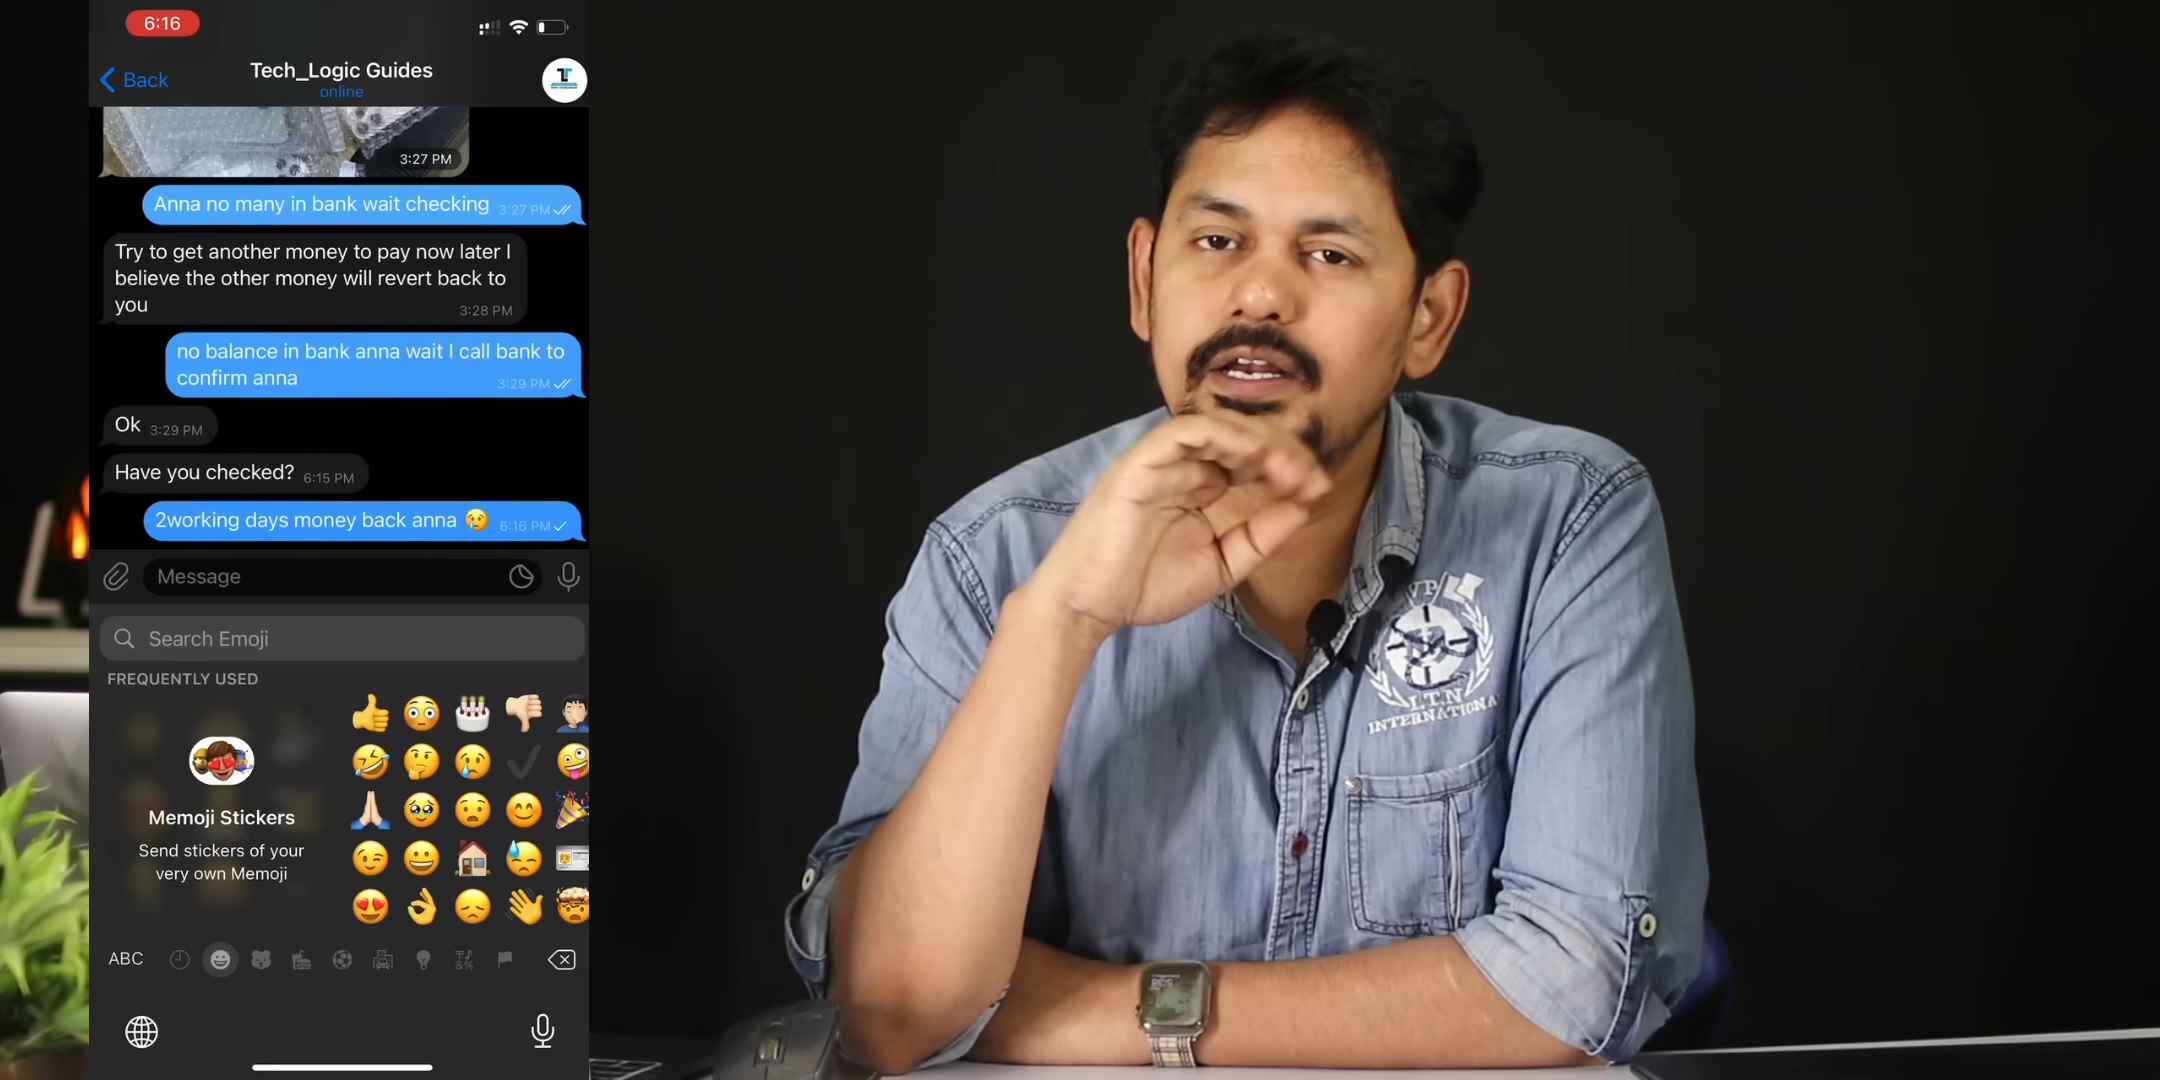 6:16
Back
Tech_Logic Guides
online
3:27 PM
Anna no many in bank wait checking 3:27 PM
Try to get another money to pay now later I
believe the other money will revert back to
you 3:28 PM
no balance in bank anna wait I call bank to
confirm anna 3:29 PM
Ok 3:29 PM
Have you checked? 6:15 PM
2working days money back anna 😥 6:16 PM
Message
Search Emoji
FREQUENTLY USED
Memoji Stickers
Send stickers of your
very own Memoji
ABC
VP
I.T.N
INTERNATIONA